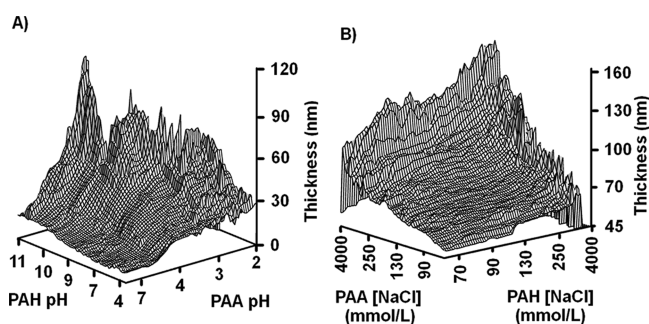 A)
120
90
60
30
0
Thickness (nm)
11
10
9
7
4
PAH pH
7
4
3
2
PAA pH
B)
160
130
100
70
45
Thickness (nm)
4000
250
130
90
PAA [NaCl]
(mmol/L)
70
90
130
250
4000
PAH [NaCl]
(mmol/L)